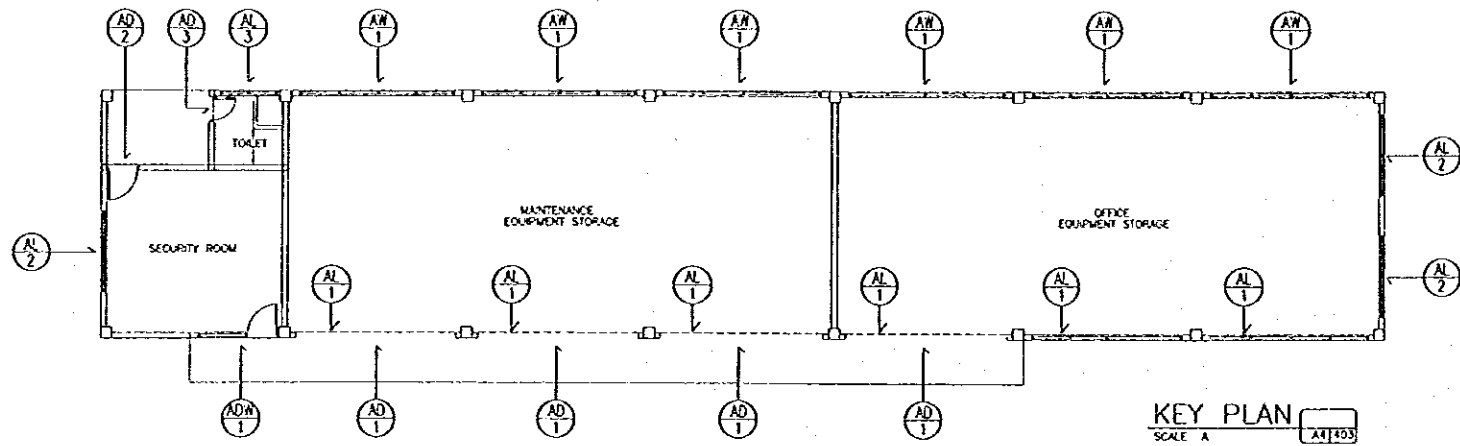 AD
2
AD
3
AL
3
AW
1
AW
1
AW
1
AW
1
AW
1
AW
1
TOILET
MAINTENANCE
EQUIPMENT STORAGE
OFFICE
EQUIPMENT STORAGE
SECURITY ROOM
AL
2
AL
2
AL
2
AL
1
AL
1
AL
1
AL
1
AL
1
AL
1
ADW
1
AD
1
AD
1
AD
1
AD
1
KEY PLAN
SCALE A
A4 403